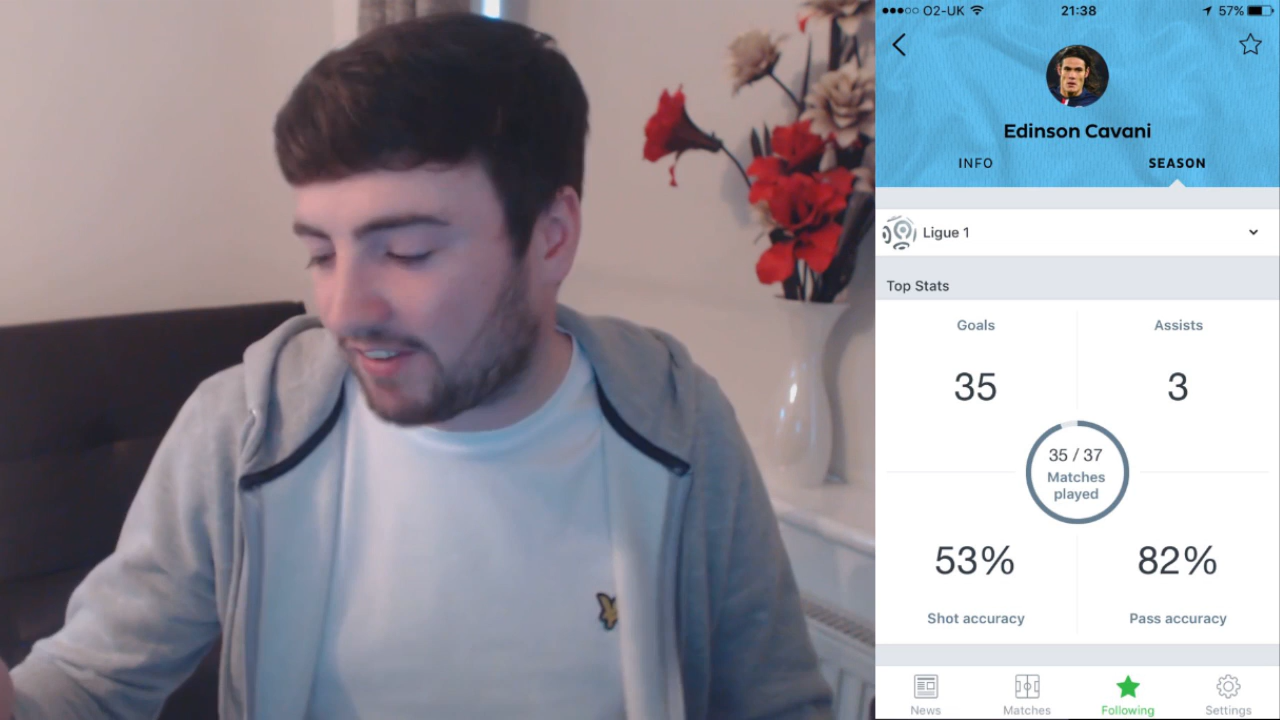 O2-UK 21:38 57%
Edinson Cavani
INFO SEASON
Ligue 1
Top Stats
Goals Assists
35 3
35 / 37
Matches
played
53% 82%
Shot accuracy Pass accuracy
News Matches Following Settings